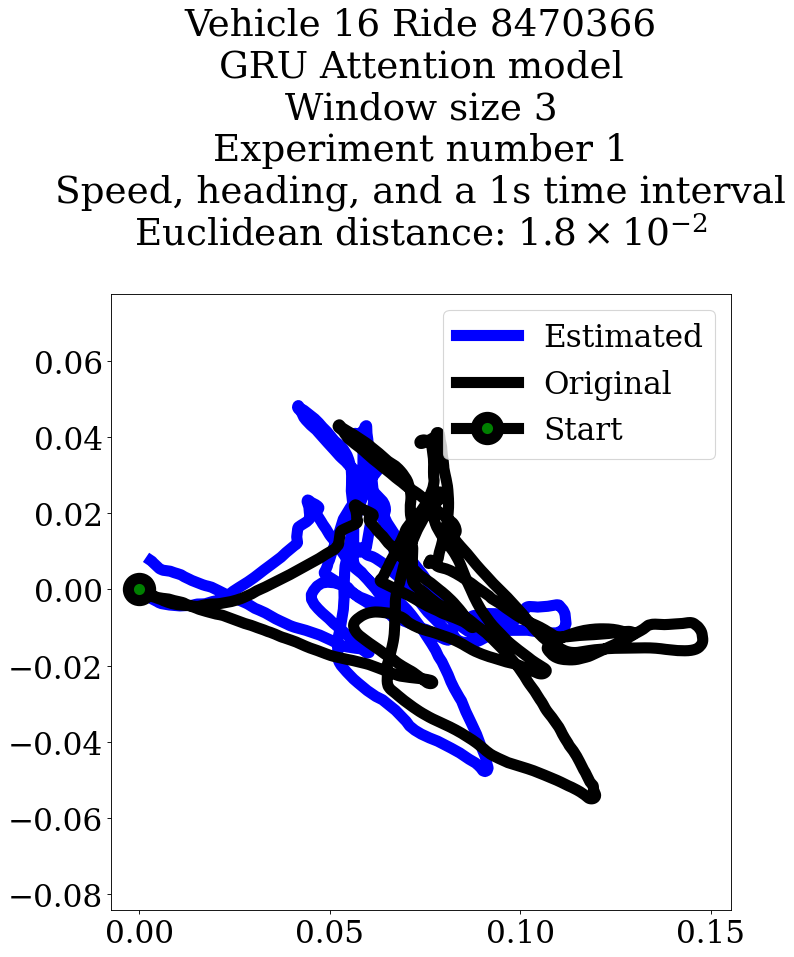 Vehicle 16 Ride 8470366
GRU Attention model
Window size 3
Experiment number 1
Speed, heading, and a 1s time interval
Euclidean distance: 1.8 × 10⁻²
Estimated
Original
Start
0.06
0.04
0.02
0.00
−0.02
−0.04
−0.06
−0.08
0.00 0.05 0.10 0.15